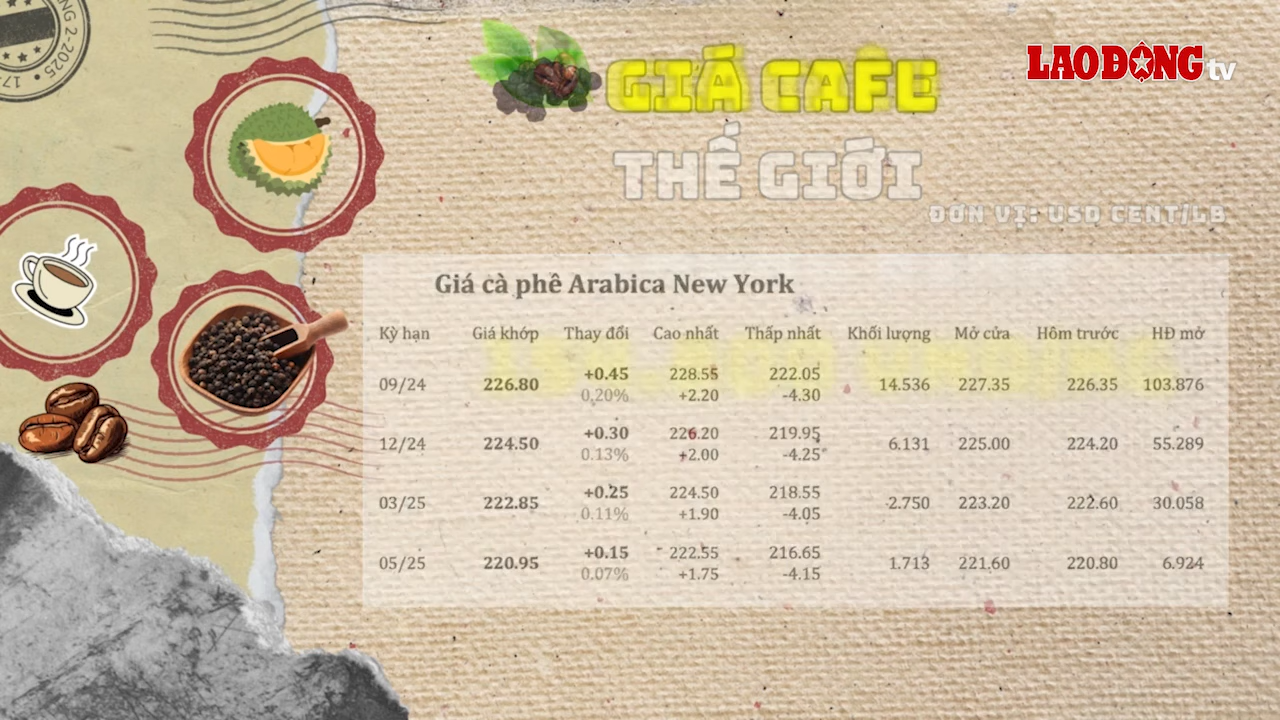 NG 2-2025
17
LAO ĐỘNG tv
GIÁ CAFE
THẾ GIỚI
ĐƠN VỊ: USD CENT/LB
Giá cà phê Arabica New York
Kỳ hạn Giá khớp Thay đổi Cao nhất Thấp nhất Khối lượng Mở cửa Hôm trước HĐ mở
09/24 226.80 +0.45 228.55 222.05 14.536 227.35 226.35 103.876
0.20% +2.20 -4.30
12/24 224.50 +0.30 226.20 219.95 6.131 225.00 224.20 55.289
0.13% +2.00 -4.25
03/25 222.85 +0.25 224.50 218.55 2.750 223.20 222.60 30.058
0.11% +1.90 -4.05
05/25 220.95 +0.15 222.55 216.65 1.713 221.60 220.80 6.924
0.07% +1.75 -4.15